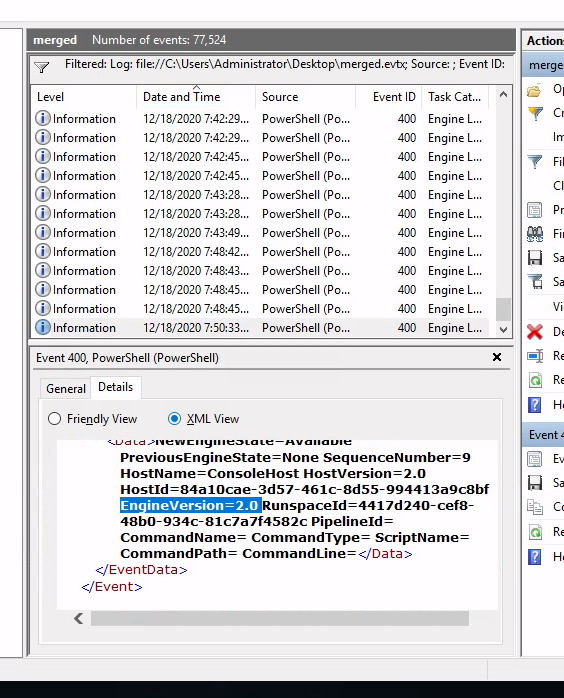 merged Number of events: 77,524
Filtered: Log: file://C:\Users\Administrator\Desktop\merged.evtx; Source: ; Event ID:
Level Date and Time Source Event ID Task Cat...
Information 12/18/2020 7:42:29... PowerShell (Po... 400 Engine L...
Information 12/18/2020 7:42:29... PowerShell (Po... 400 Engine L...
Information 12/18/2020 7:42:45... PowerShell (Po... 400 Engine L...
Information 12/18/2020 7:42:45... PowerShell (Po... 400 Engine L...
Information 12/18/2020 7:43:28... PowerShell (Po... 400 Engine L...
Information 12/18/2020 7:43:28... PowerShell (Po... 400 Engine L...
Information 12/18/2020 7:43:49... PowerShell (Po... 400 Engine L...
Information 12/18/2020 7:48:42... PowerShell (Po... 400 Engine L...
Information 12/18/2020 7:48:43... PowerShell (Po... 400 Engine L...
Information 12/18/2020 7:48:45... PowerShell (Po... 400 Engine L...
Information 12/18/2020 7:48:45... PowerShell (Po... 400 Engine L...
Information 12/18/2020 7:50:33... PowerShell (Po... 400 Engine L...
Event 400, PowerShell (PowerShell)
General Details
Friendly View XML View
<Data>NewEngineState=Available
PreviousEngineState=None SequenceNumber=9
HostName=ConsoleHost HostVersion=2.0
HostId=84a10cae-3d57-461c-8d55-994413a9c8bf
EngineVersion=2.0 RunspaceId=4417d240-cef8-
48b0-934c-81c7a7f4582c PipelineId=
CommandName= CommandType= ScriptName=
CommandPath= CommandLine=</Data>
</EventData>
</Event>
Action
merge
Op
Cr
Im
Fil
Cl
Pr
Fi
Sa
Sa
Vi
De
Re
Re
He
Event 4
Ev
Sa
Co
Re
He